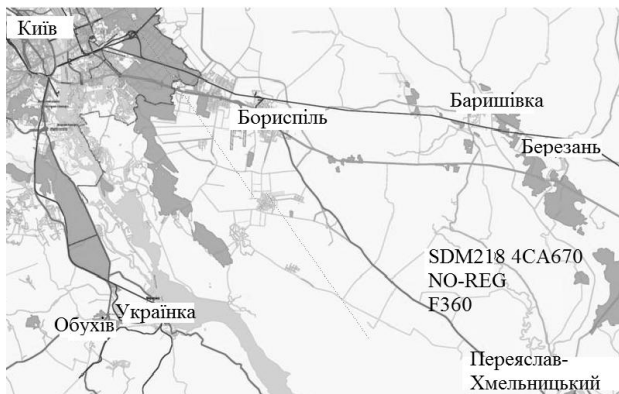 Київ
Бориспіль
Баришівка
Березань
SDM218 4CA670
NO-REG
F360
Українка
Обухів
Переяслав-
Хмельницький